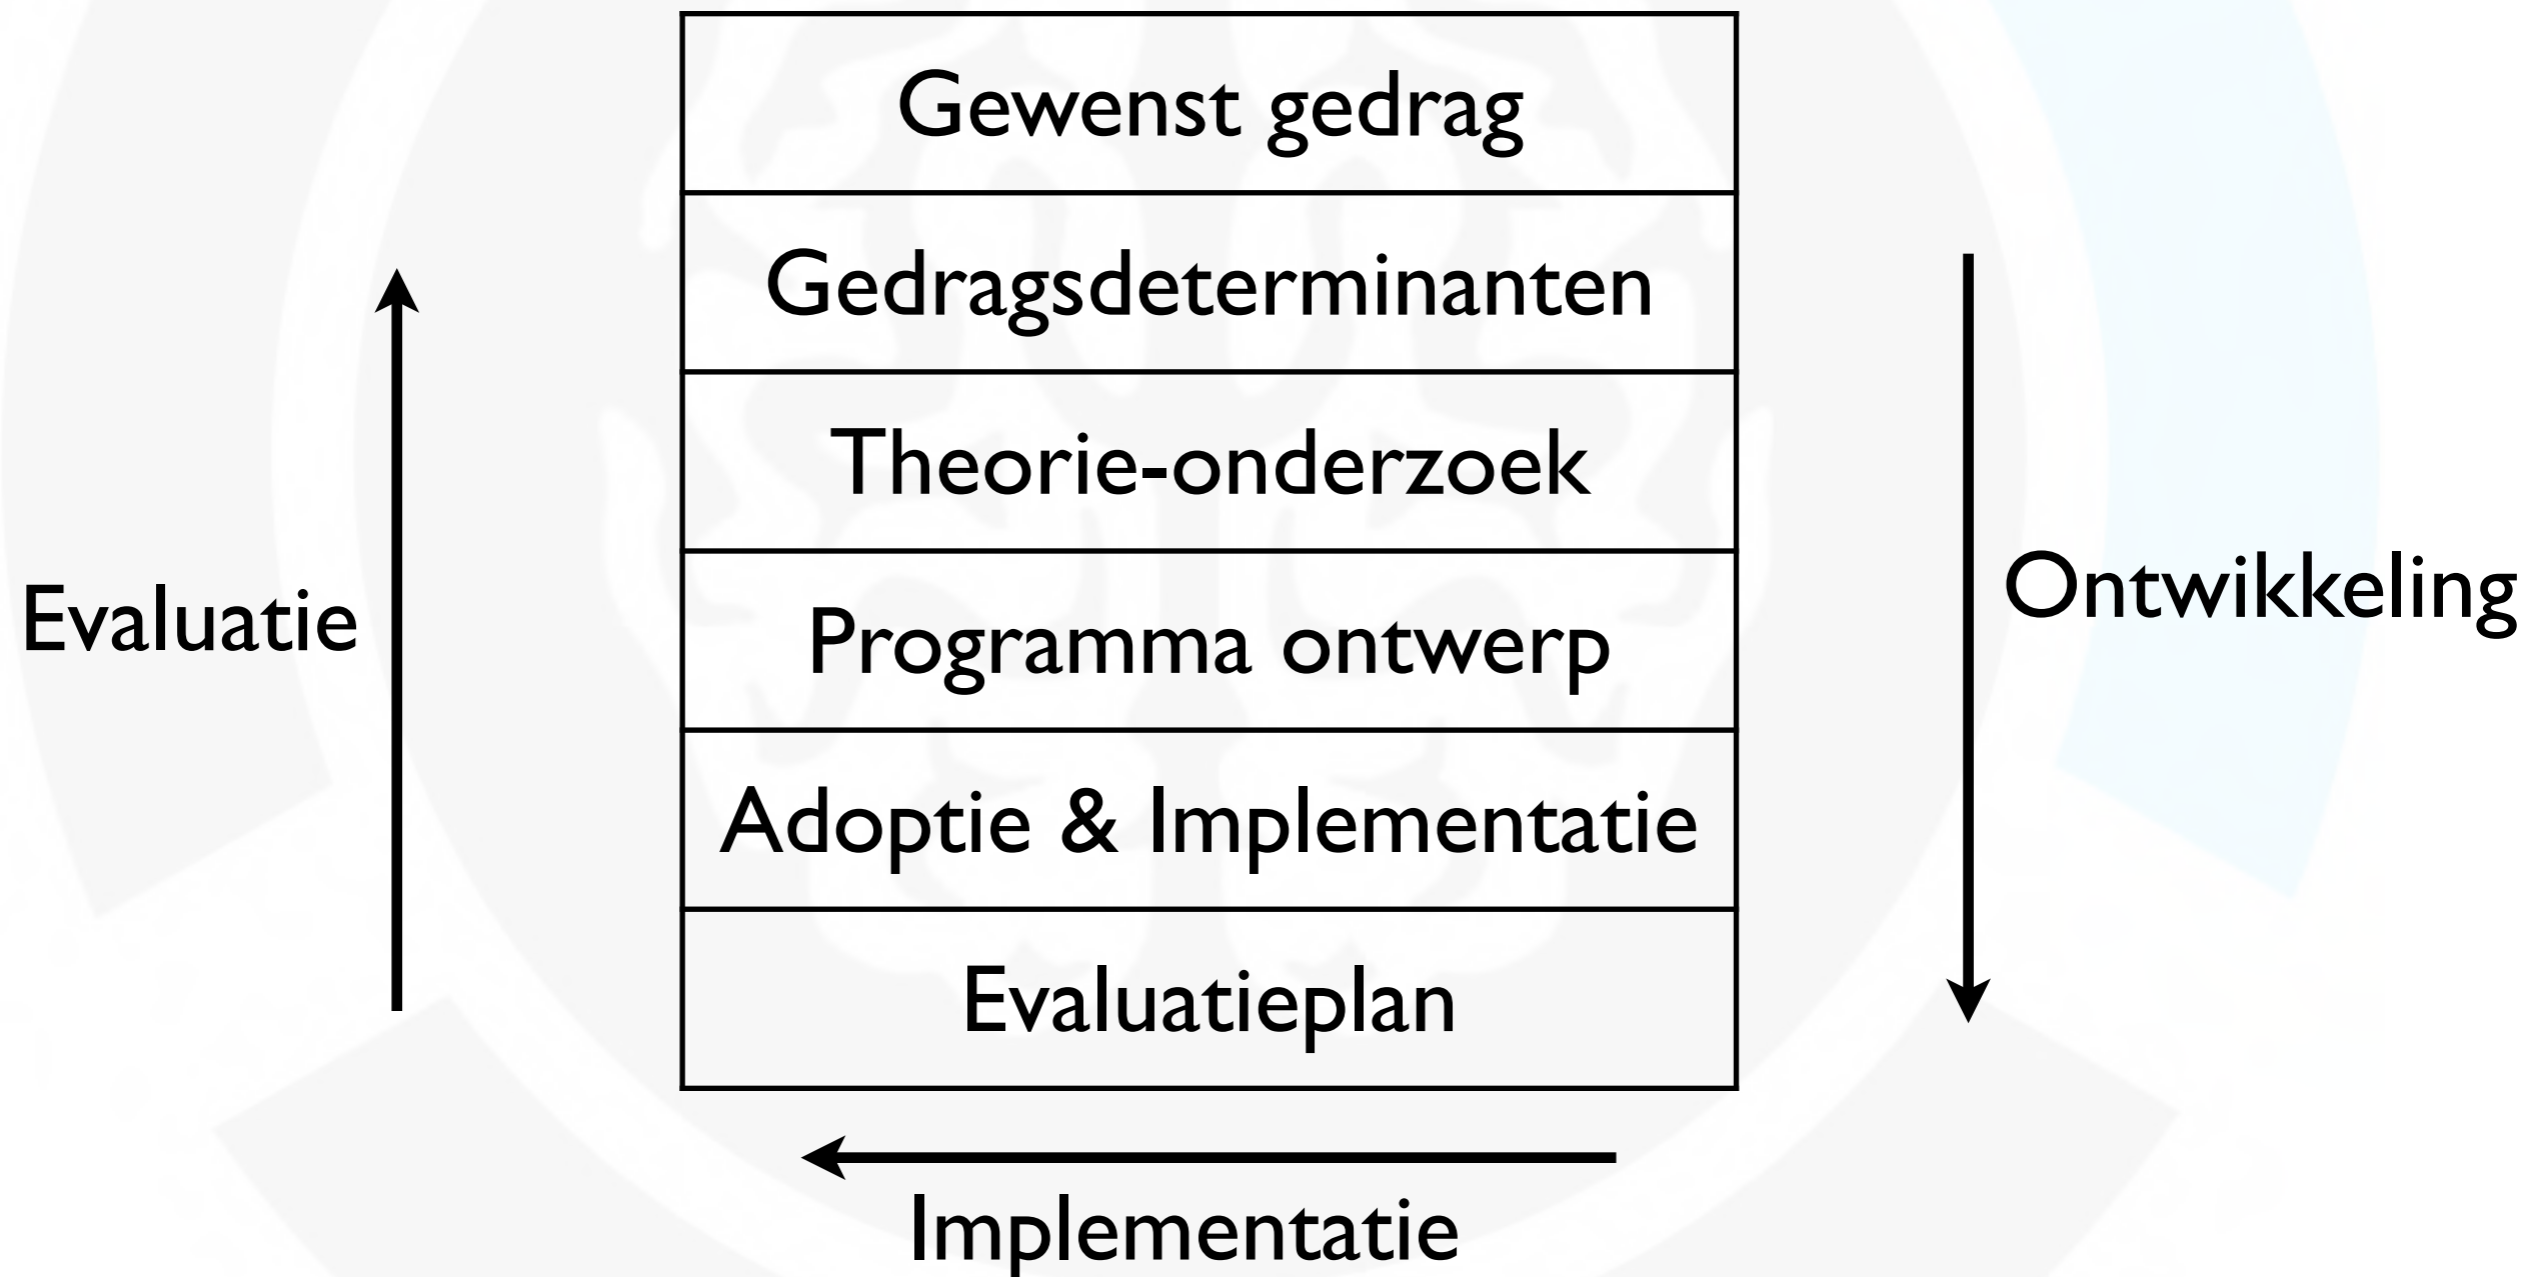 Gewenst gedrag
Gedragsdeterminanten
Theorie-onderzoek
Programma ontwerp
Adoptie & Implementatie
Evaluatieplan
Evaluatie
Ontwikkeling
Implementatie